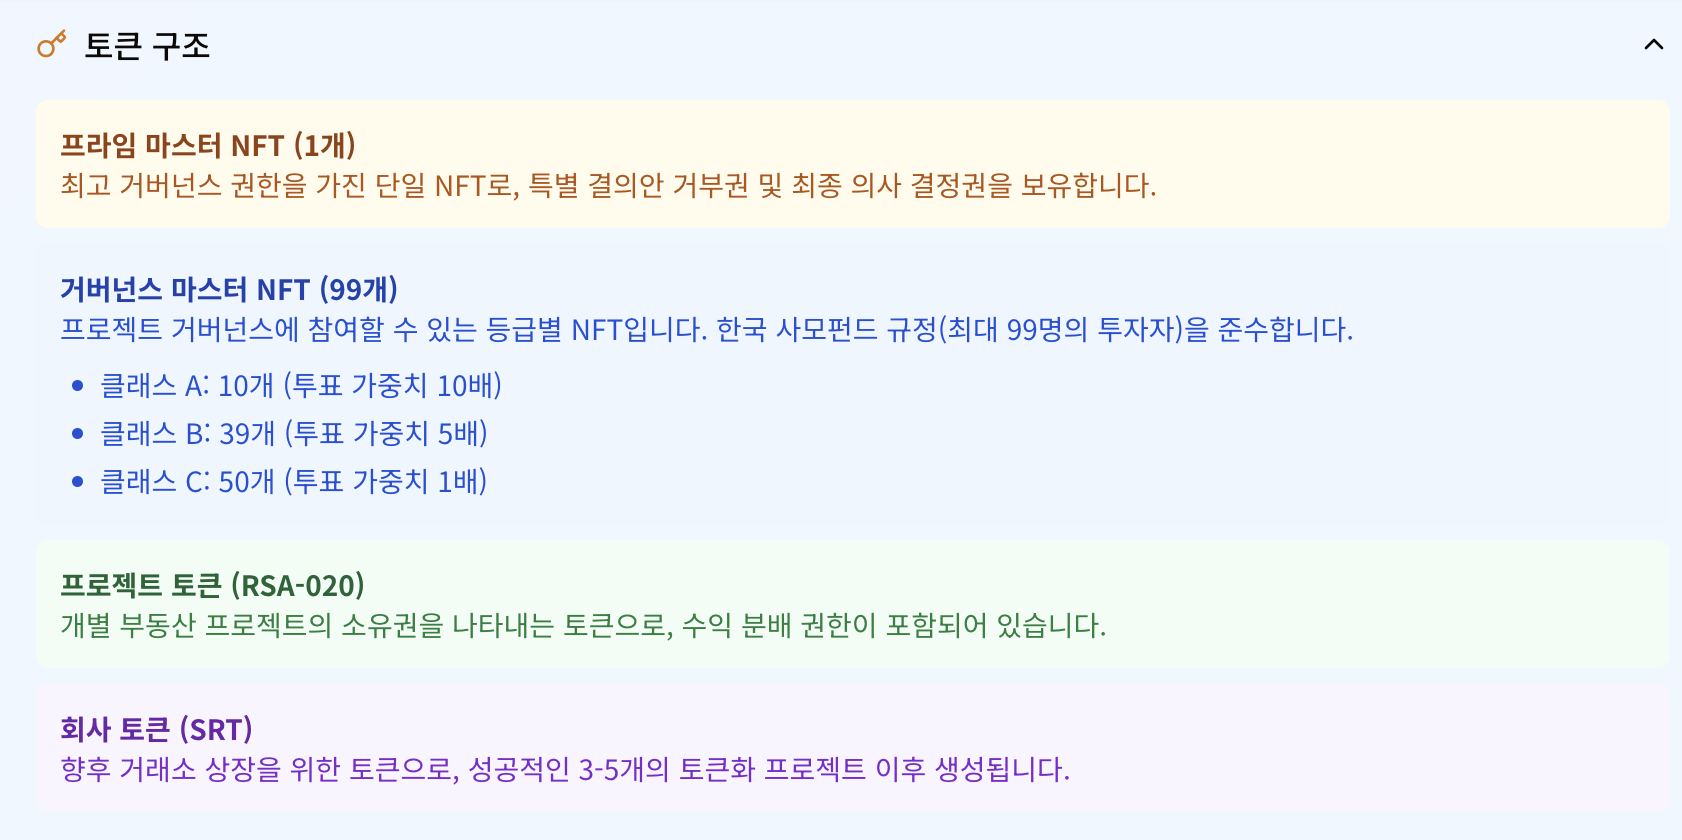 토큰 구조
프라임 마스터 NFT (1개)
최고 거버넌스 권한을 가진 단일 NFT로, 특별 결의안 거부권 및 최종 의사 결정권을 보유합니다.
거버넌스 마스터 NFT (99개)
프로젝트 거버넌스에 참여할 수 있는 등급별 NFT입니다. 한국 사모펀드 규정(최대 99명의 투자자)을 준수합니다.
• 클래스 A: 10개 (투표 가중치 10배)
• 클래스 B: 39개 (투표 가중치 5배)
• 클래스 C: 50개 (투표 가중치 1배)
프로젝트 토큰 (RSA-020)
개별 부동산 프로젝트의 소유권을 나타내는 토큰으로, 수익 분배 권한이 포함되어 있습니다.
회사 토큰 (SRT)
향후 거래소 상장을 위한 토큰으로, 성공적인 3-5개의 토큰화 프로젝트 이후 생성됩니다.